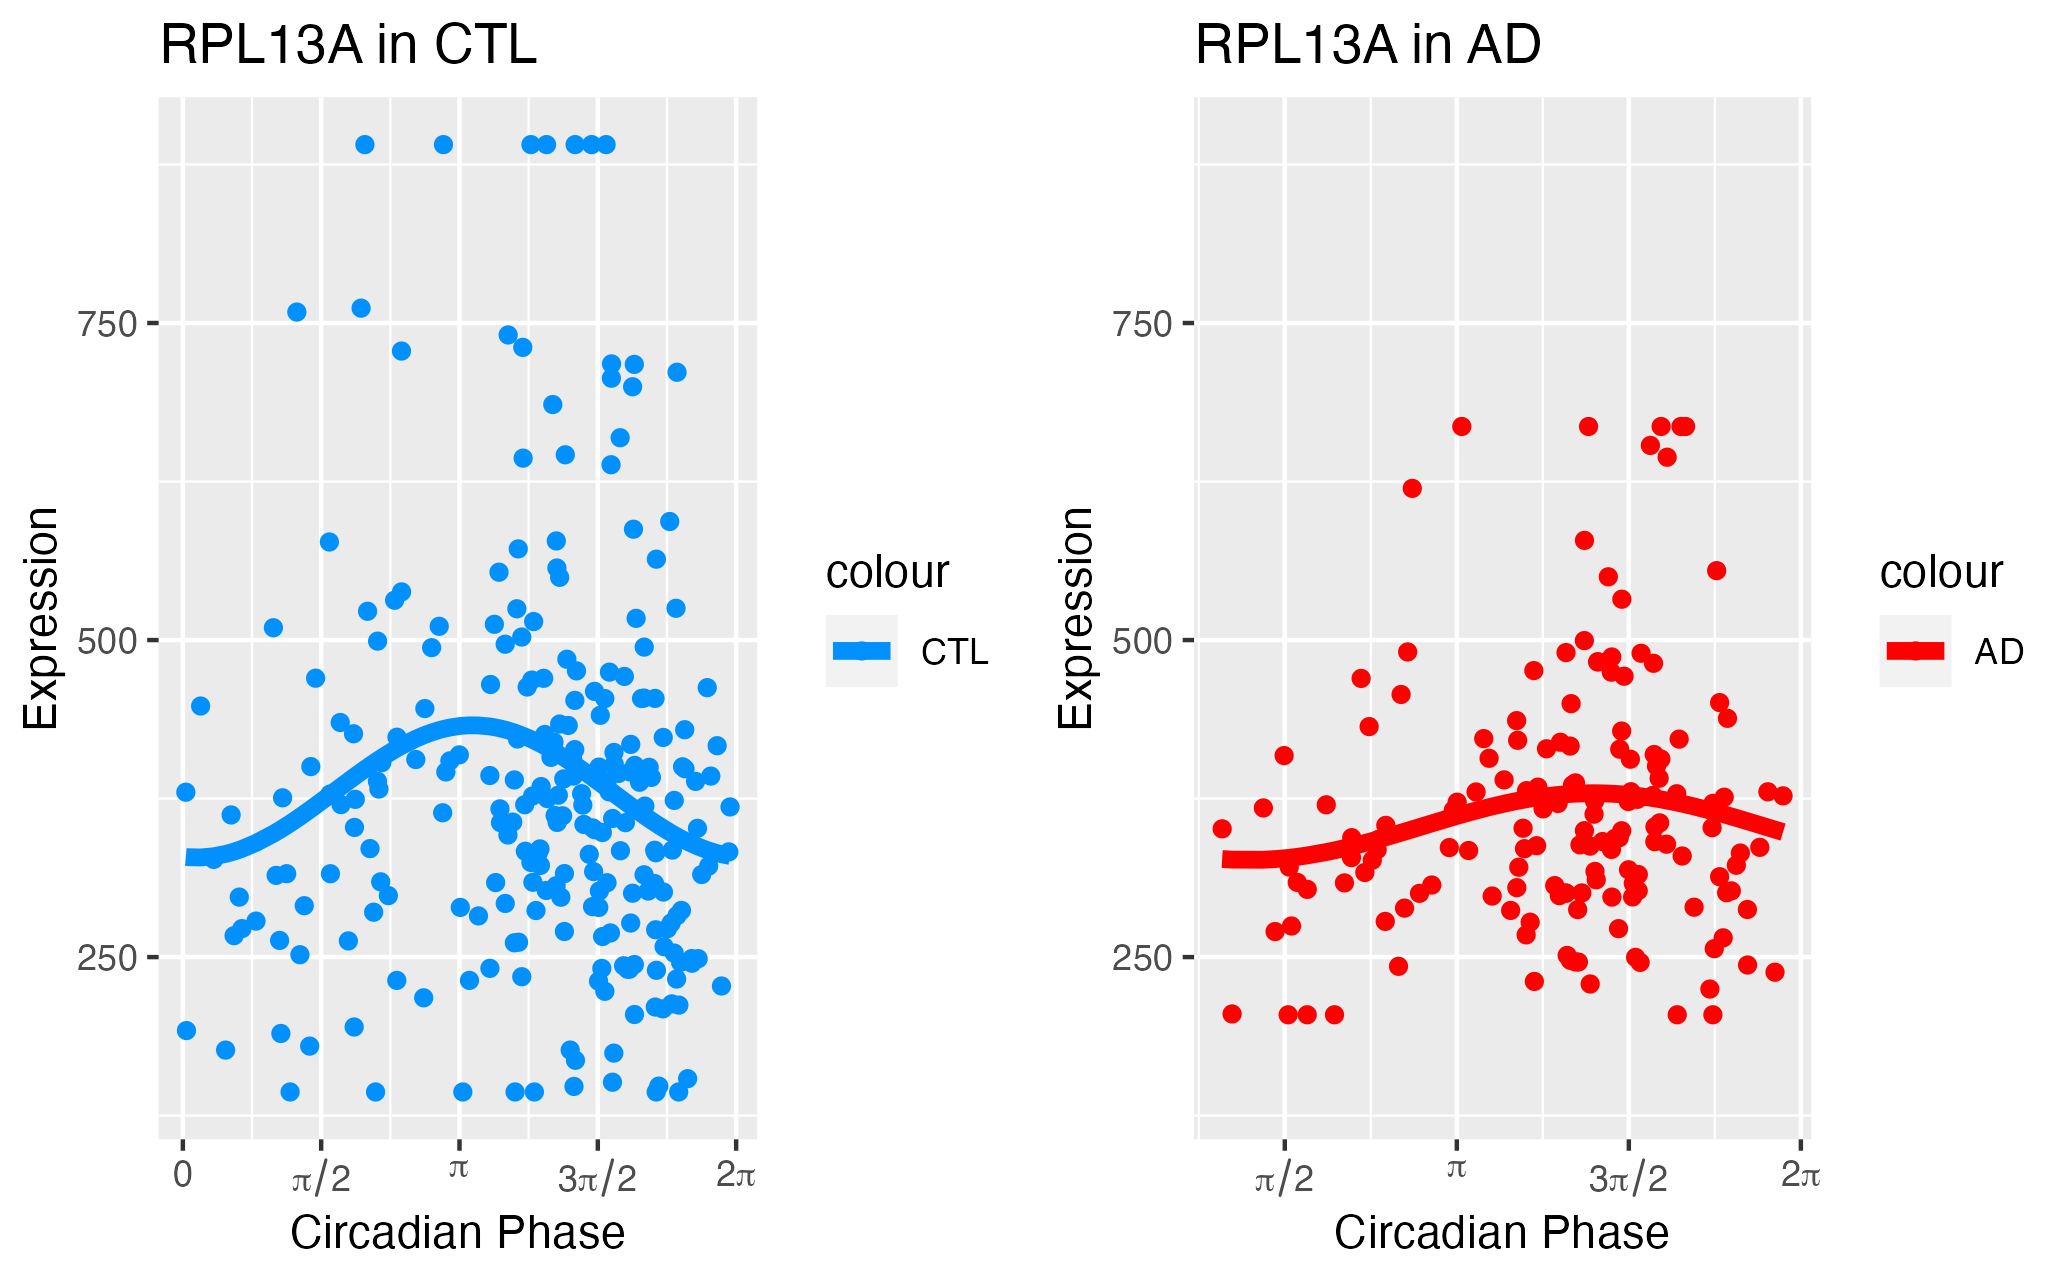 RPL13A in CTL
Expression
750
500
250
0 π/2 π 3π/2 2π
Circadian Phase
colour
CTL
RPL13A in AD
Expression
750
500
250
π/2 π 3π/2 2π
Circadian Phase
colour
AD